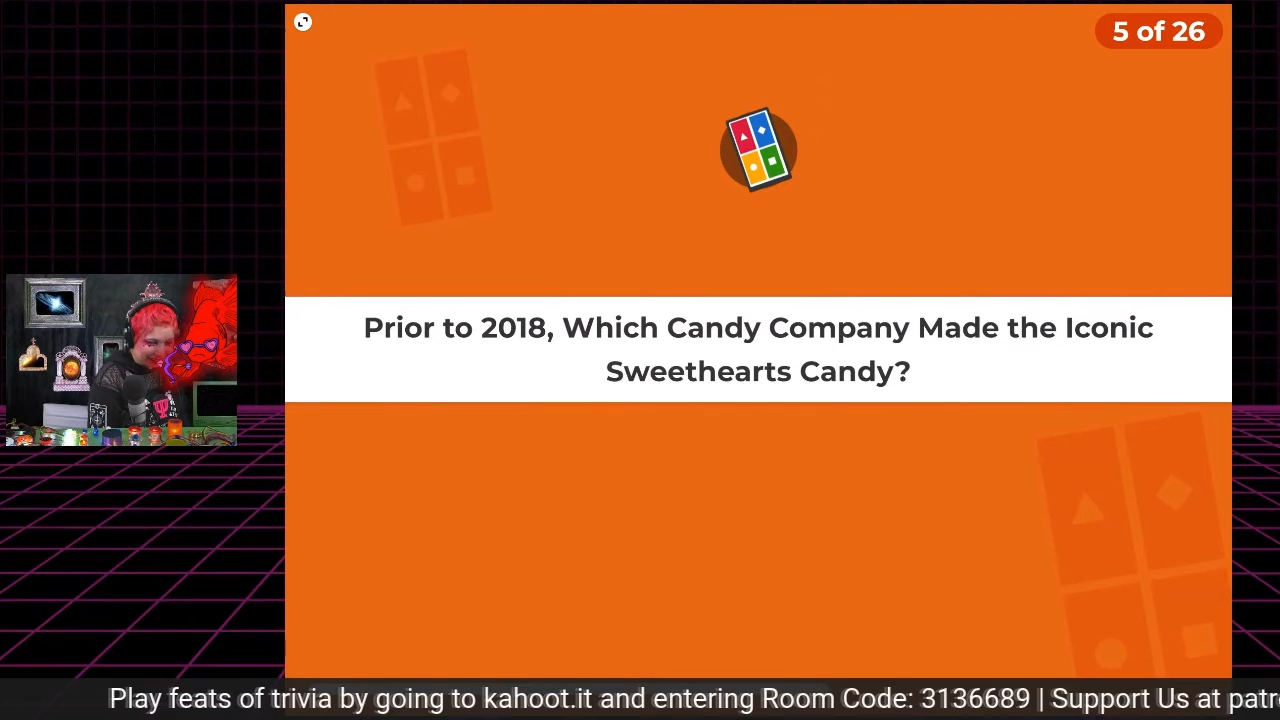 5 of 26
Prior to 2018, Which Candy Company Made the Iconic
Sweethearts Candy?
Play feats of trivia by going to kahoot.it and entering Room Code: 3136689 | Support Us at patr